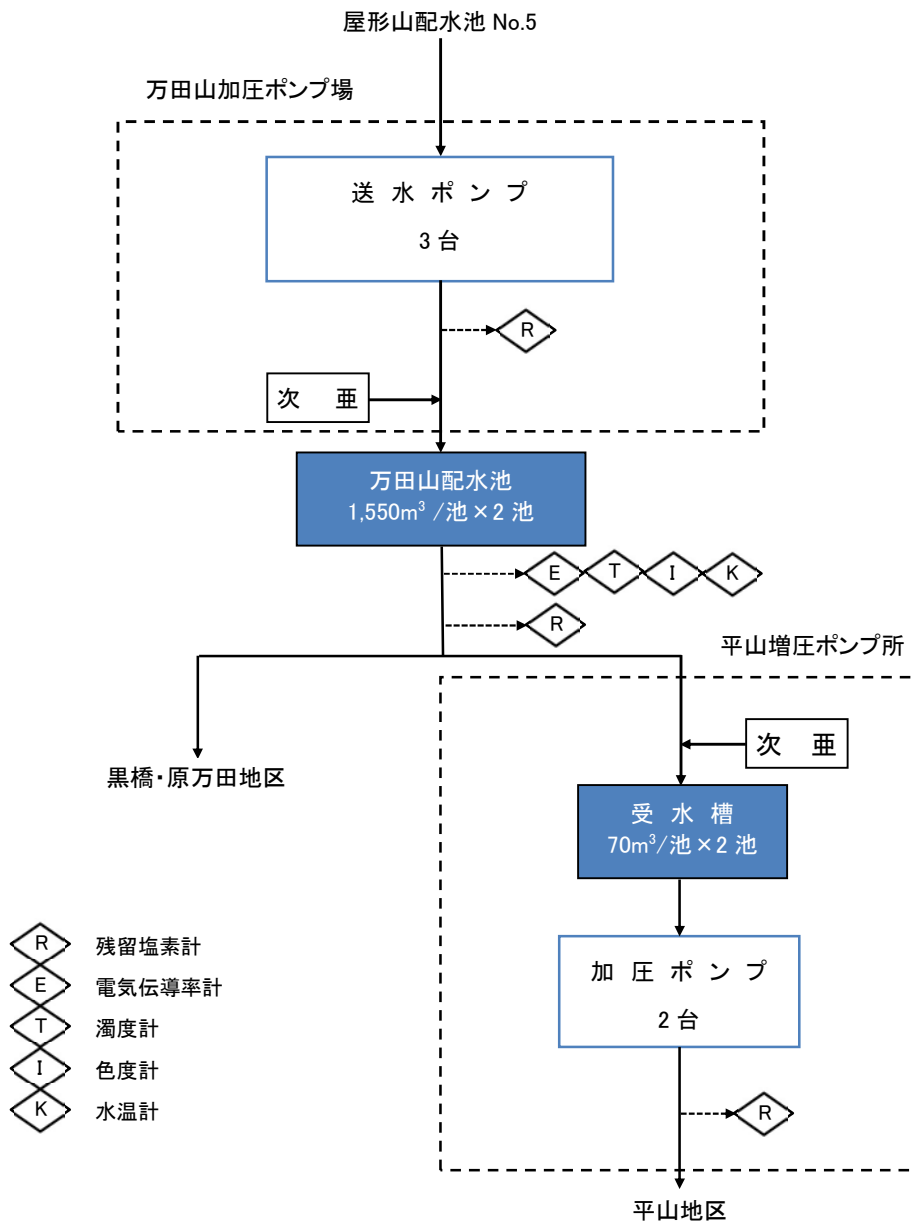 屋形山配水池 No.5
万田山加圧ポンプ場
送 水 ポ ン プ
3 台
R
次 亜
万田山配水池
1,550m³ /池×2 池
E T I K
R
平山増圧ポンプ所
次 亜
黒橋・原万田地区
受 水 槽
70m³/池×2 池
加 圧 ポ ン プ
2 台
R
平山地区
R 残留塩素計
E 電気伝導率計
T 濁度計
I 色度計
K 水温計